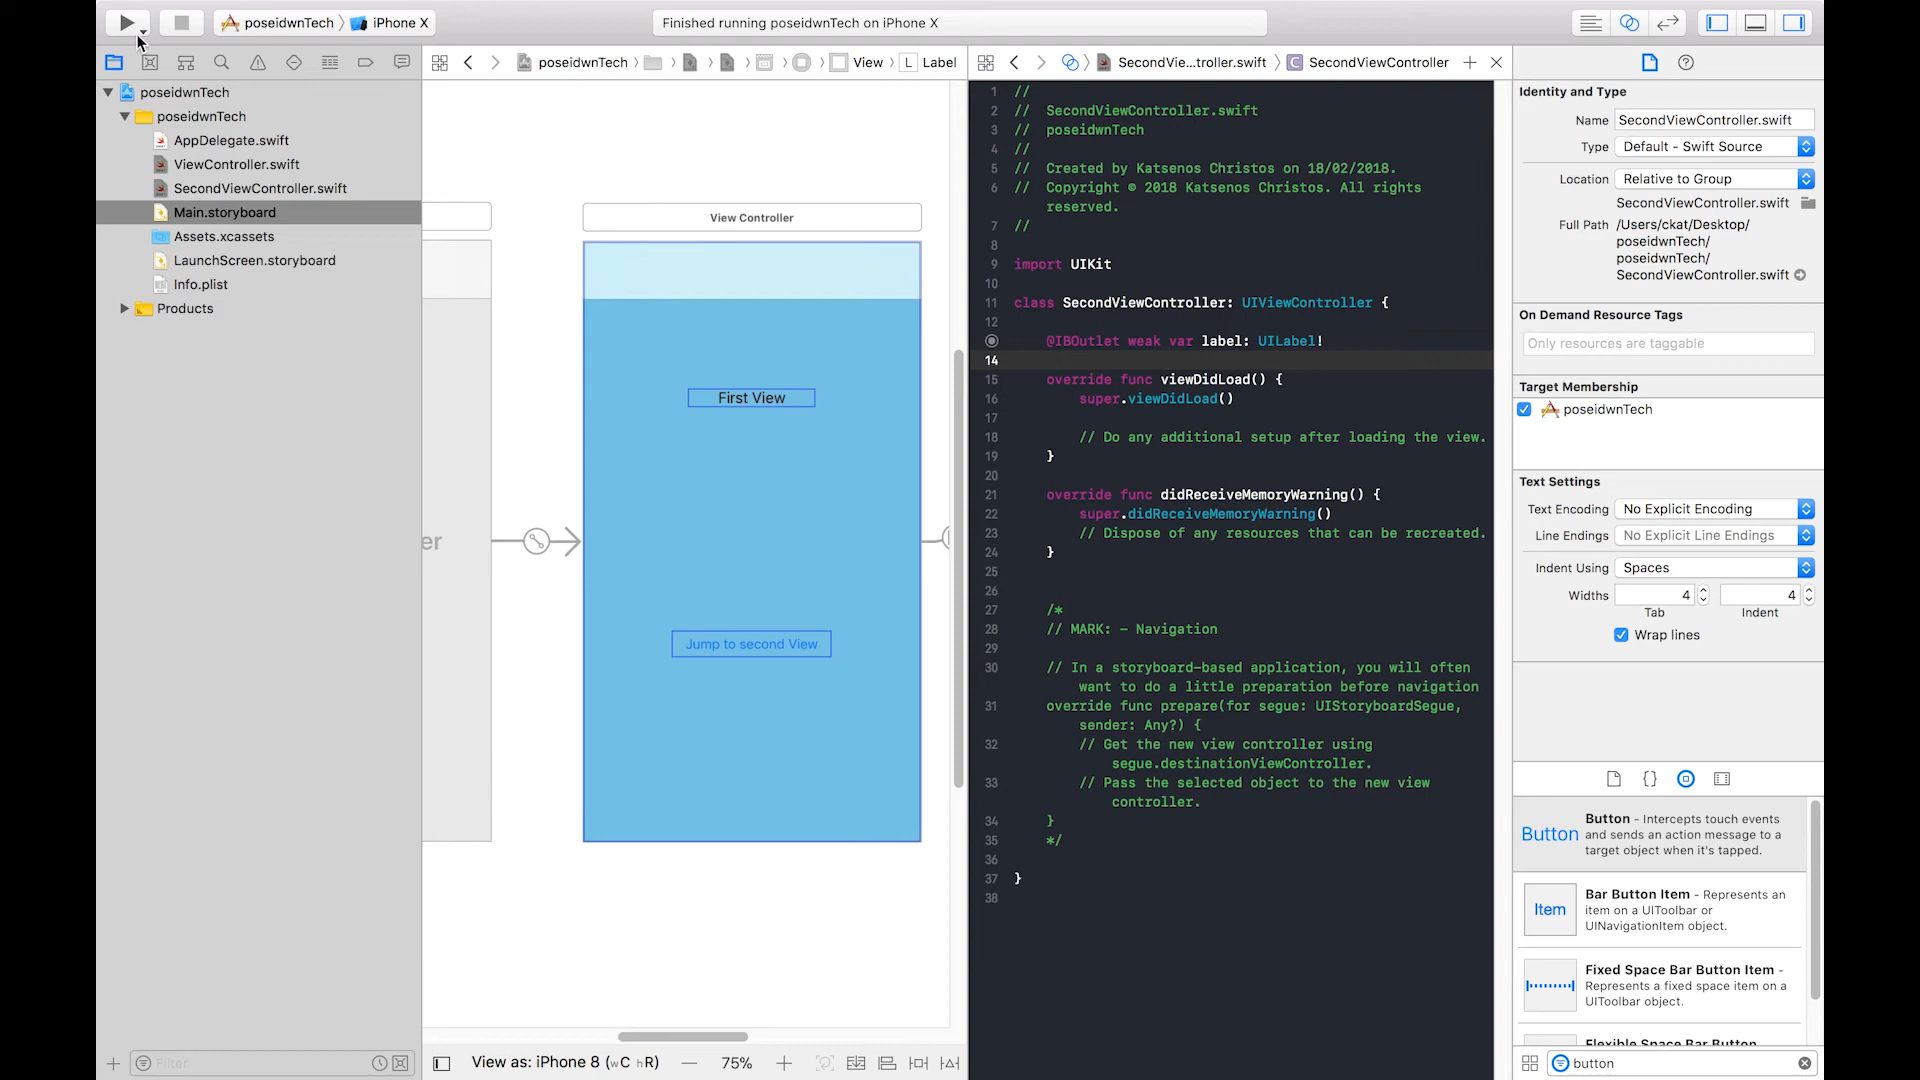 poseidwnTech
iPhone X
Finished running poseidwnTech on iPhone X
poseidwnTech
View
L Label
SecondVie...troller.swift
C SecondViewController
poseidwnTech
poseidwnTech
AppDelegate.swift
ViewController.swift
SecondViewController.swift
Main.storyboard
Assets.xcassets
LaunchScreen.storyboard
Info.plist
Products
Filter
er
View Controller
First View
Jump to second View
View as: iPhone 8 (wC hR)
75%
1 //
2 // SecondViewController.swift
3 // poseidwnTech
4 //
5 // Created by Katsenos Christos on 18/02/2018.
6 // Copyright © 2018 Katsenos Christos. All rights
reserved.
7 //
8
9 import UIKit
10
11 class SecondViewController: UIViewController {
12
@IBOutlet weak var label: UILabel!
14
15 override func viewDidLoad() {
16 super.viewDidLoad()
17
18 // Do any additional setup after loading the view.
19 }
20
21 override func didReceiveMemoryWarning() {
22 super.didReceiveMemoryWarning()
23 // Dispose of any resources that can be recreated.
24 }
25
26
27 /*
28 // MARK: - Navigation
29
30 // In a storyboard-based application, you will often
want to do a little preparation before navigation
31 override func prepare(for segue: UIStoryboardSegue,
sender: Any?) {
32 // Get the new view controller using
segue.destinationViewController.
33 // Pass the selected object to the new view
controller.
34 }
35 */
36
37 }
38
Identity and Type
Name SecondViewController.swift
Type Default - Swift Source
Location Relative to Group
SecondViewController.swift
Full Path /Users/ckat/Desktop/
poseidwnTech/
poseidwnTech/
SecondViewController.swift
On Demand Resource Tags
Only resources are taggable
Target Membership
poseidwnTech
Text Settings
Text Encoding No Explicit Encoding
Line Endings No Explicit Line Endings
Indent Using Spaces
Widths 4 4
Tab Indent
Wrap lines
Button
Button - Intercepts touch events
and sends an action message to a
target object when it's tapped.
Item
Bar Button Item - Represents an
item on a UIToolbar or
UINavigationItem object.
Fixed Space Bar Button Item -
Represents a fixed space item on a
UIToolbar object.
Flexible Space Bar Button
button